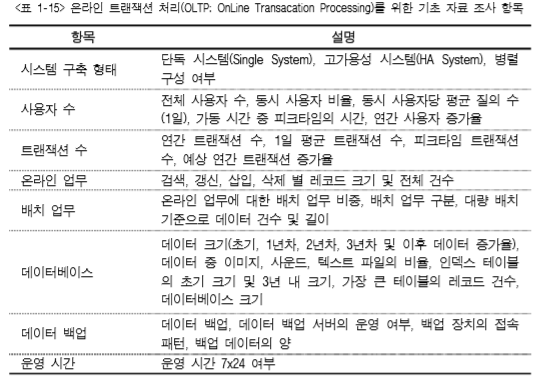 <표 1-15> 온라인 트랜잭션 처리(OLTP: OnLine Transacation Processing)를 위한 기초 자료 조사 항목
항목 설명
시스템 구축 형태 단독 시스템(Single System), 고가용성 시스템(HA System), 병렬
구성 여부
사용자 수 전체 사용자 수, 동시 사용자 비율, 동시 사용자당 평균 질의 수
(1일), 가동 시간 중 피크타임의 시간, 연간 사용자 증가율
트랜잭션 수 연간 트랜잭션 수, 1일 평균 트랜잭션 수, 피크타임 트랜잭션
수, 예상 연간 트랜잭션 증가율
온라인 업무 검색, 갱신, 삽입, 삭제 별 레코드 크기 및 전체 건수
배치 업무 온라인 업무에 대한 배치 업무 비중, 배치 업무 구분, 대량 배치
기준으로 데이터 건수 및 길이
데이터베이스 데이터 크기(초기, 1년차, 2년차, 3년차 및 이후 데이터 증가율),
데이터 중 이미지, 사운드, 텍스트 파일의 비율, 인덱스 테이블
의 초기 크기 및 3년 내 크기, 가장 큰 테이블의 레코드 건수,
데이터베이스 크기
데이터 백업 데이터 백업, 데이터 백업 서버의 운영 여부, 백업 장치의 접속
패턴, 백업 데이터의 양
운영 시간 운영 시간 7x24 여부